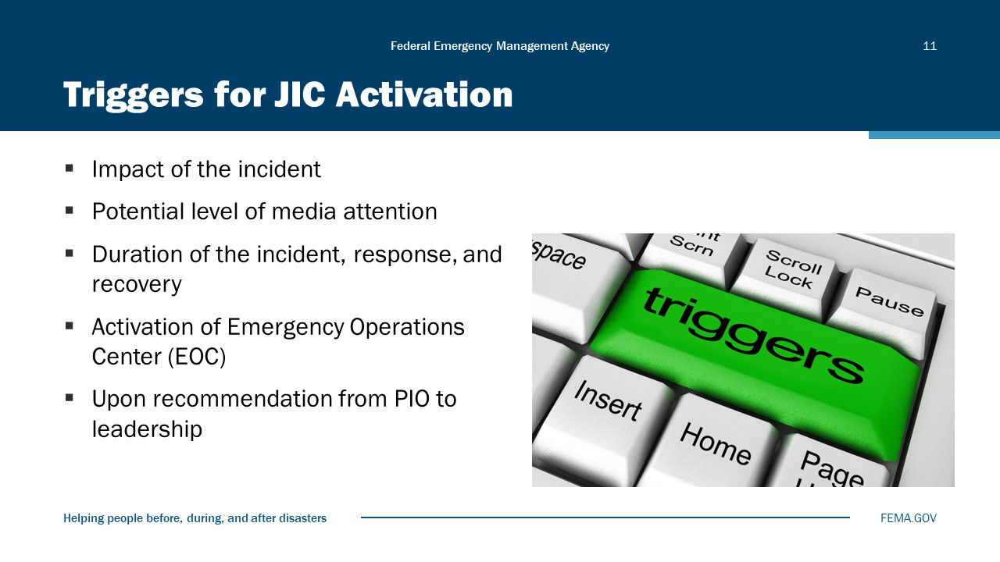 Federal Emergency Management Agency
11
Triggers for JIC Activation
▪ Impact of the incident
▪ Potential level of media attention
▪ Duration of the incident, response, and
recovery
▪ Activation of Emergency Operations
Center (EOC)
▪ Upon recommendation from PIO to
leadership
space
Scrn
Scroll
Lock
Pause
triggers
Insert
Home
Page
Helping people before, during, and after disasters
FEMA.GOV